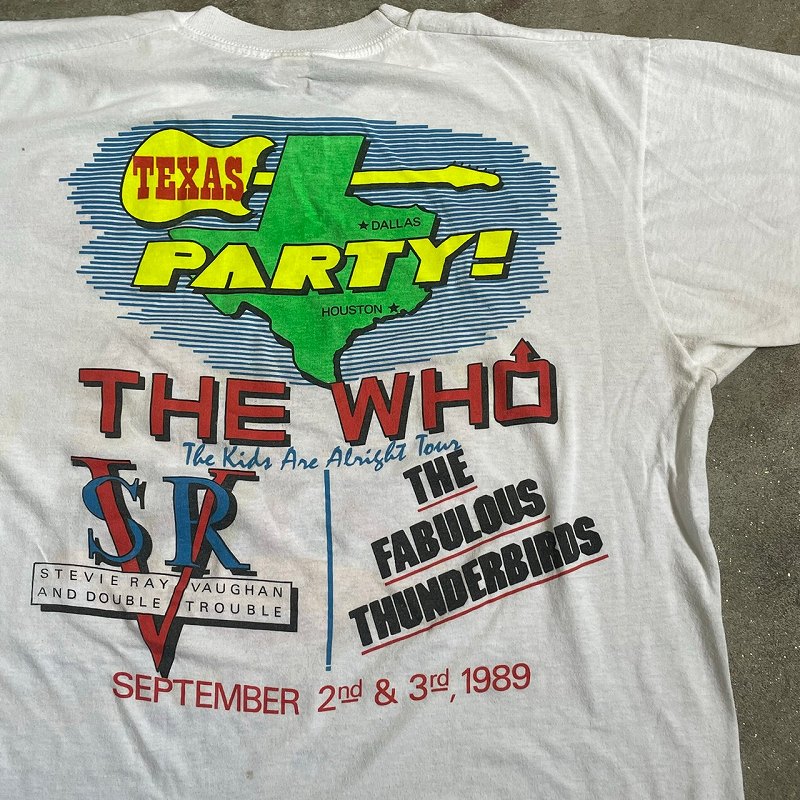 TEXAS
DALLAS
PARTY!
HOUSTON
THE WHO
The Kids Are Alright Tour
SRV
STEVIE RAY VAUGHAN
AND DOUBLE TROUBLE
THE
FABULOUS
THUNDERBIRDS
SEPTEMBER 2nd & 3rd, 1989